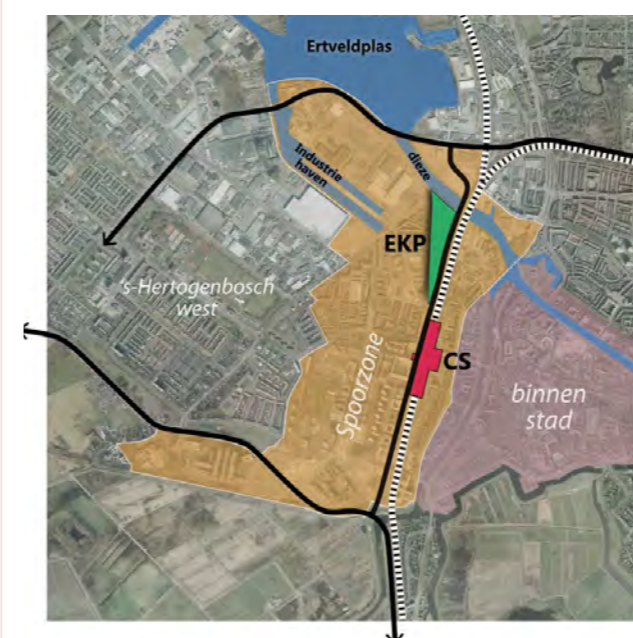 Ertveldplas
Industrie
haven
dieze
EKP
's-Hertogenbosch
west
Spoorzone
CS
binnen
stad